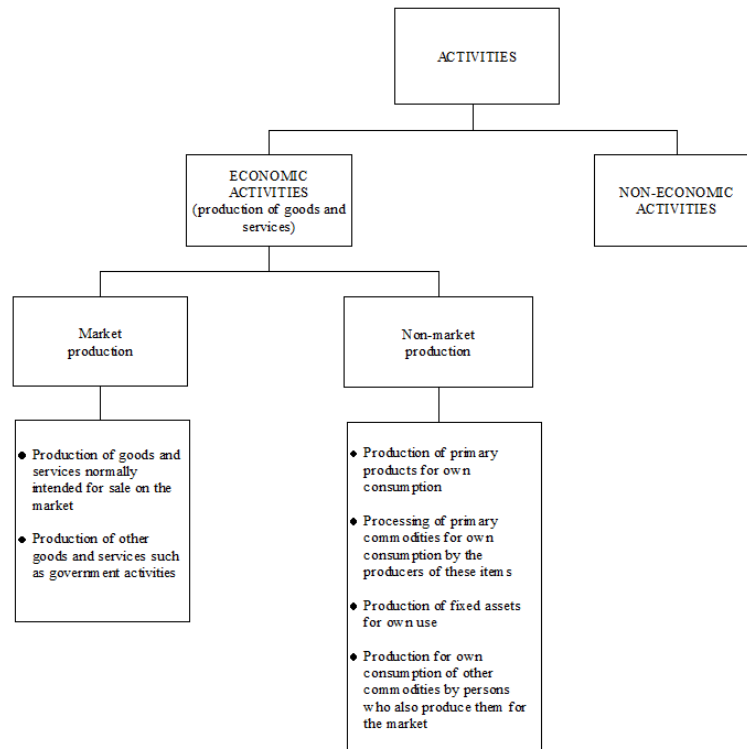 ACTIVITIES
ECONOMIC
ACTIVITIES
(production of goods and
services)
NON-ECONOMIC
ACTIVITIES
Market
production
Non-market
production
● Production of goods and
services normally
intended for sale on the
market
● Production of other
goods and services such
as government activities
● Production of primary
products for own
consumption
● Processing of primary
commodities for own
consumption by the
producers of these items
● Production of fixed assets
for own use
● Production for own
consumption of other
commodities by persons
who also produce them for
the market